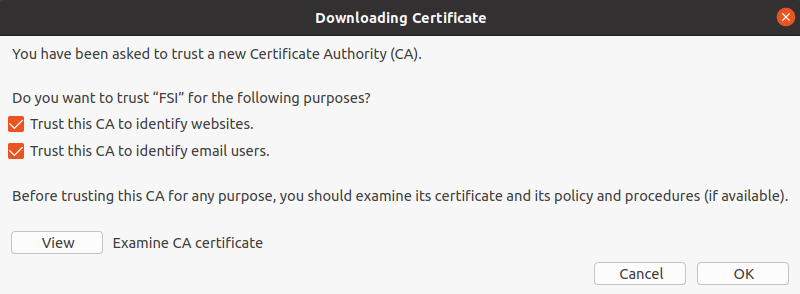 Downloading Certificate
You have been asked to trust a new Certificate Authority (CA).
Do you want to trust “FSI” for the following purposes?
Trust this CA to identify websites.
Trust this CA to identify email users.
Before trusting this CA for any purpose, you should examine its certificate and its policy and procedures (if available).
View Examine CA certificate
Cancel OK